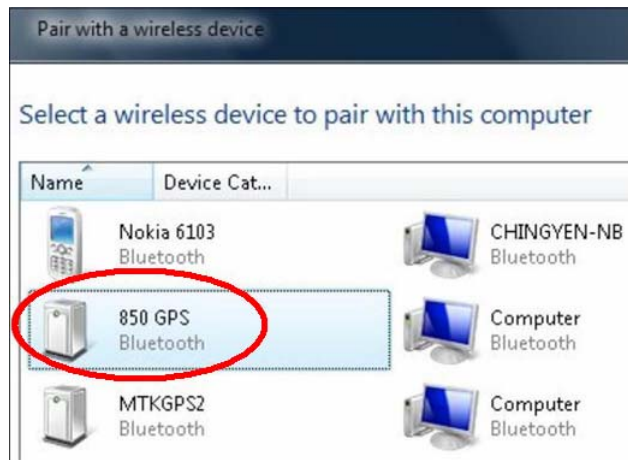 Pair with a wireless device
Select a wireless device to pair with this computer
Name Device Cat...
Nokia 6103
Bluetooth
CHINGYEN-NB
Bluetooth
850 GPS
Bluetooth
Computer
Bluetooth
MTKGPS2
Bluetooth
Computer
Bluetooth